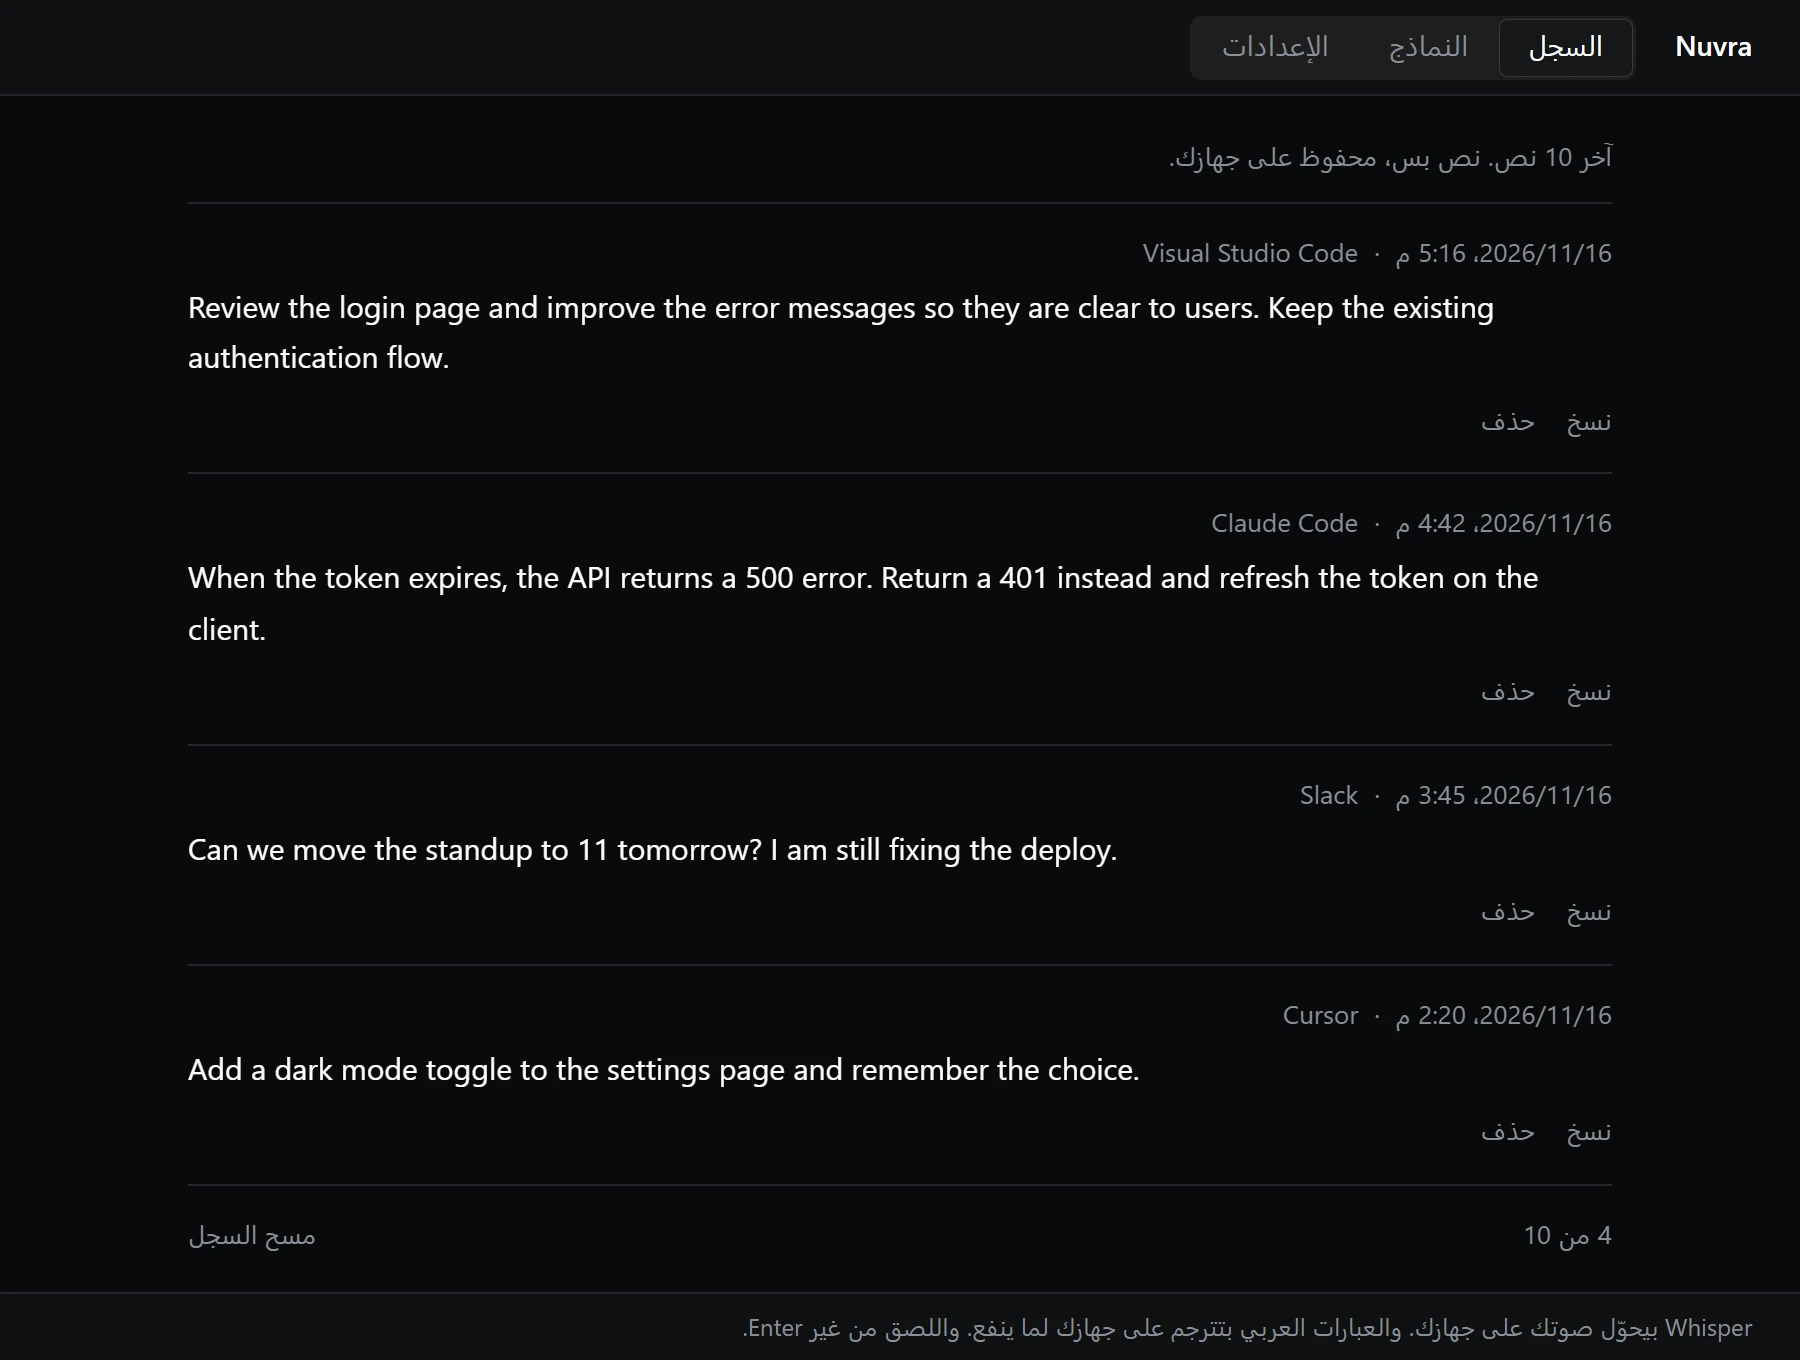 Nuvra
السجل
النماذج
الإعدادات
آخر 10 نص. نص بس، محفوظ على جهازك.
2026/11/16، 5:16 م · Visual Studio Code
Review the login page and improve the error messages so they are clear to users. Keep the existing
authentication flow.
نسخ حذف
2026/11/16، 4:42 م · Claude Code
When the token expires, the API returns a 500 error. Return a 401 instead and refresh the token on the
client.
نسخ حذف
2026/11/16، 3:45 م · Slack
Can we move the standup to 11 tomorrow? I am still fixing the deploy.
نسخ حذف
2026/11/16، 2:20 م · Cursor
Add a dark mode toggle to the settings page and remember the choice.
نسخ حذف
4 من 10
مسح السجل
Whisper بيحوّل صوتك على جهازك. والعبارات العربي بتترجم على جهازك لما ينفع. واللصق من غير Enter.